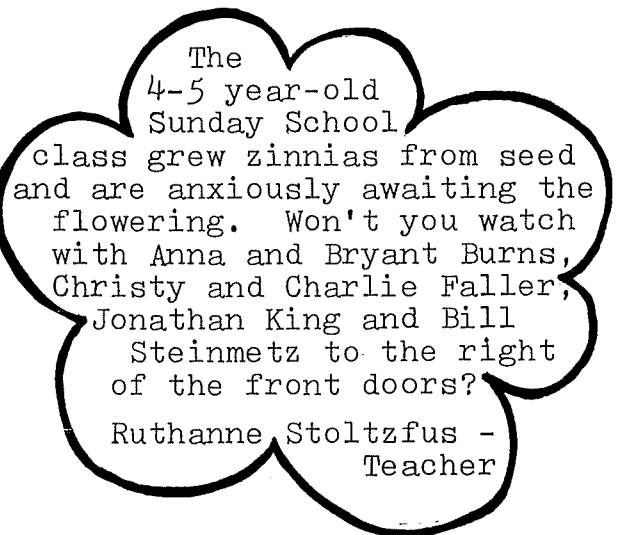 The
4-5 year-old
Sunday School
class grew zinnias from seed
and are anxiously awaiting the
flowering.  Won't you watch
with Anna and Bryant Burns,
Christy and Charlie Faller,
Jonathan King and Bill
Steinmetz to the right
of the front doors?
Ruthanne Stoltzfus -
Teacher